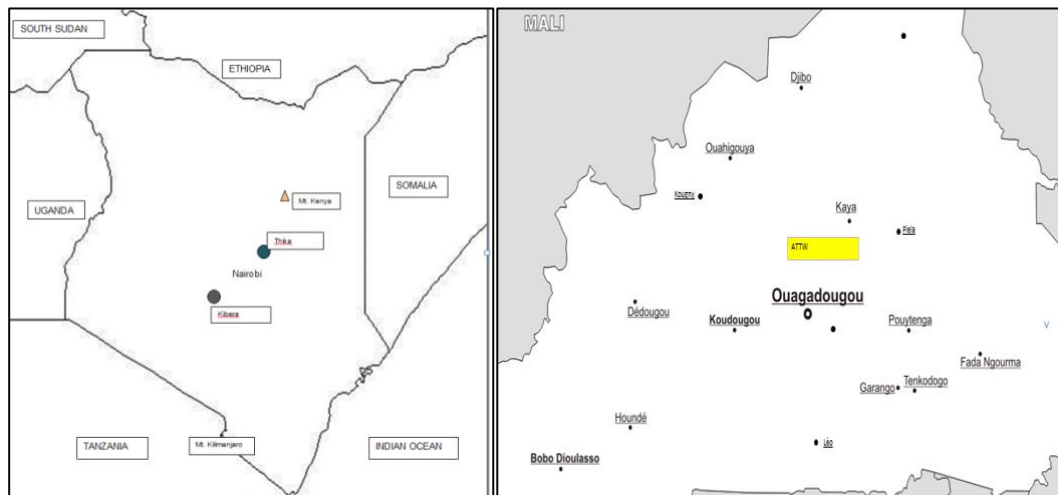 SOUTH SUDAN
ETHIOPIA
SOMALIA
UGANDA
Mt. Kenya
Thika
Nairobi
Kibera
TANZANIA
Mt. Kilimanjaro
INDIAN OCEAN
MALI
Djibo
Ouahigouya
Kougny
Kaya
Piela
ATTW
Ouagadougou
Dédougou
Koudougou
Pouytenga
Fada Ngourma
Garango
Tenkodogo
Houndé
Léo
Bobo Dioulasso
V